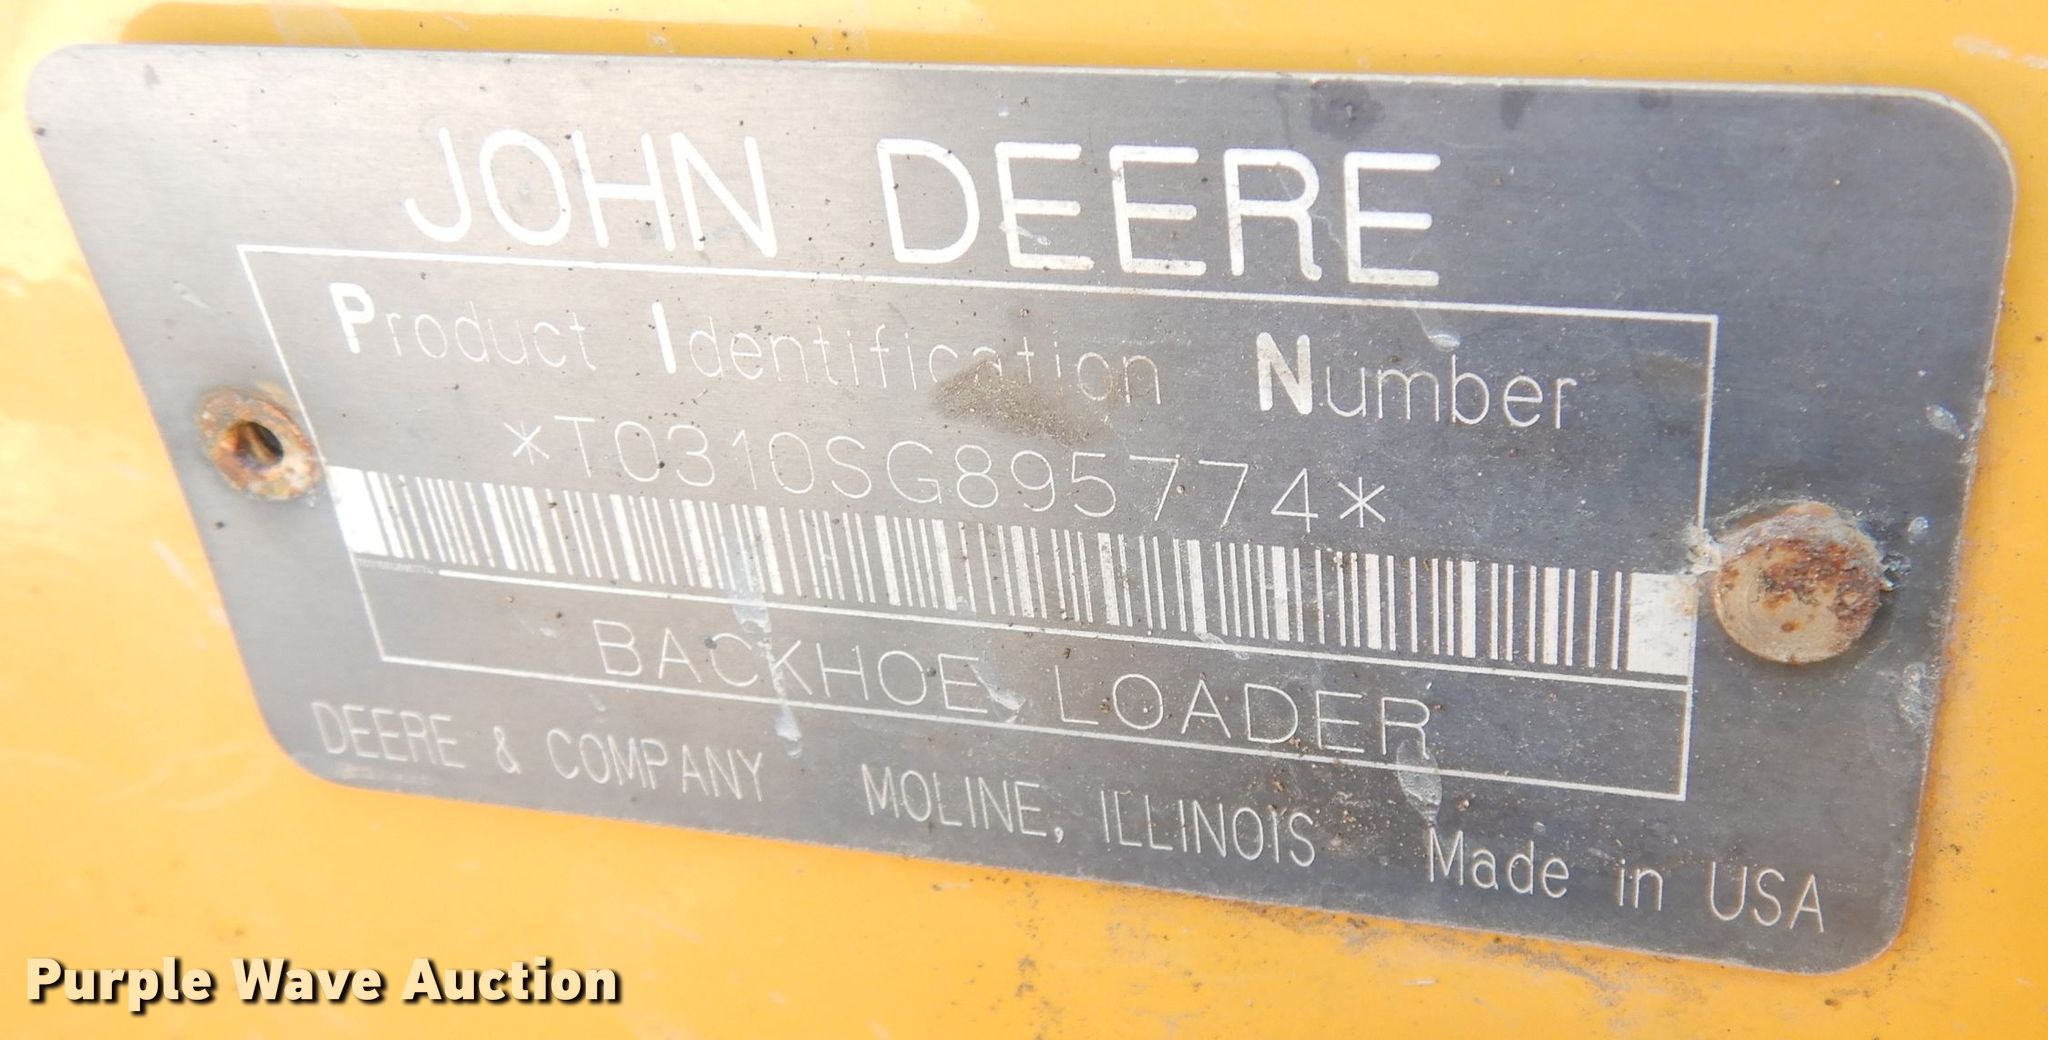 JOHN DEERE
Product Identification Number
*T0310SG895774*
BACKHOE LOADER
DEERE & COMPANY MOLINE, ILLINOIS Made in USA
Purple Wave Auction